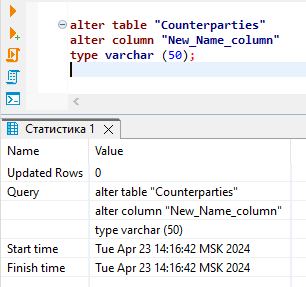 alter table "Counterparties"
alter column "New_Name_column"
type varchar (50);
Статистика 1
Name Value
Updated Rows 0
Query alter table "Counterparties"
alter column "New_Name_column"
type varchar (50)
Start time Tue Apr 23 14:16:42 MSK 2024
Finish time Tue Apr 23 14:16:42 MSK 2024